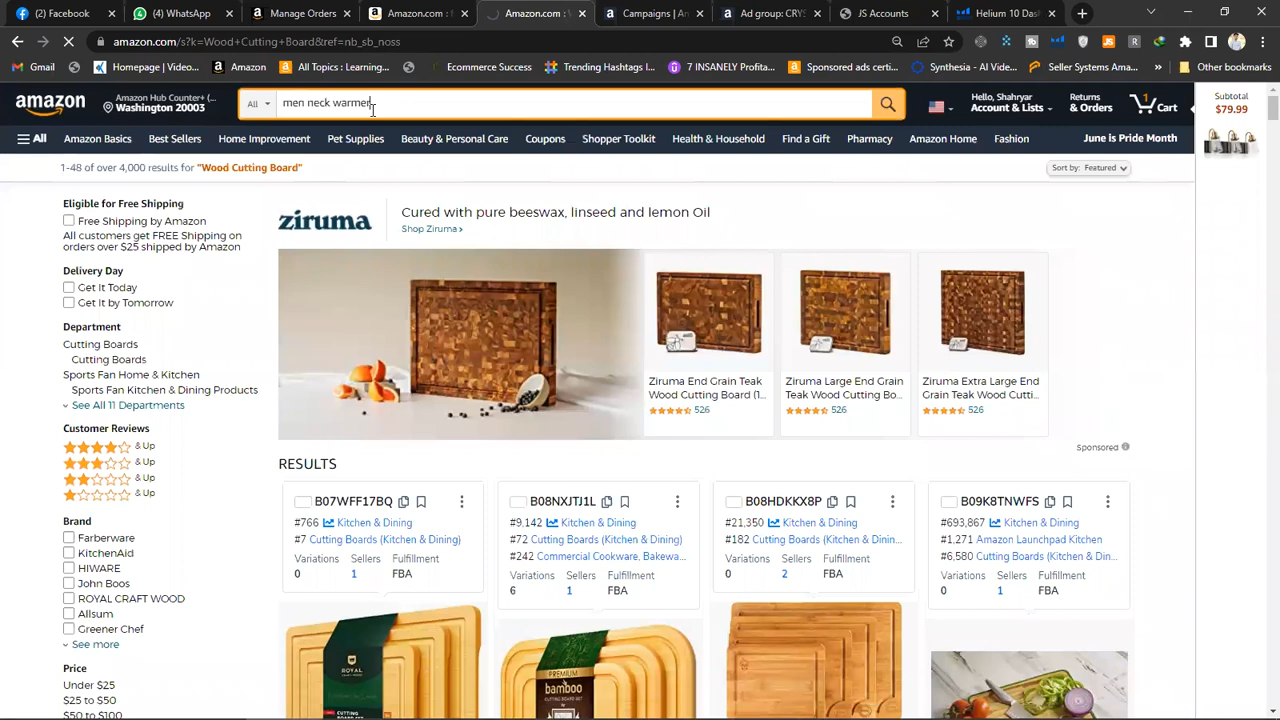 Facebook
(4) WhatsApp
Manage Orders
Amazon.com :
Amazon.com :
Campaigns | An
Ad group: CRYS
JS Accounts
Helium 10 Dash
amazon.com/s?k=Wood+Cutting+Board&ref=nb_sb_noss
Gmail
Homepage / Twitter
Amazon
All Topics : Learning...
Ecommerce Success
Trending Hashtags I...
7 INSANELY Profita...
Sponsored ads certi...
Synthesia - AI Video...
Other bookmarks
amazon
Amazon Hub Counter+ (...
Washington 20003
All
men neck warmer
Hello, Shahryar
Account & Lists
Returns
& Orders
1
Cart
Subtotal
$79.99
All
Amazon Basics
Best Sellers
Home Improvement
Pet Supplies
Beauty & Personal Care
Coupons
Shopper Toolkit
Health & Household
Find a Gift
Pharmacy
Amazon Home
Fashion
June is Pride Month
1-48 of over 4,000 results for "Wood Cutting Board"
Sort by: Featured
Eligible for Free Shipping
Free Shipping by Amazon
All customers get FREE Shipping on
orders over $25 shipped by Amazon
Delivery Day
Get It Today
Get It by Tomorrow
Department
Cutting Boards
Cutting Boards
Sports Fan Home & Kitchen
Sports Fan Kitchen & Dining Products
See All 11 Departments
Customer Reviews
& Up
& Up
& Up
& Up
Brand
Farberware
KitchenAid
HIWARE
John Boos
ROYAL CRAFT WOOD
Allsum
Greener Chef
See more
Price
Under $25
$25 to $50
$50 to $100
ziruma
Cured with pure beeswax, linseed and lemon Oil
Shop Ziruma ›
Ziruma End Grain Teak
Wood Cutting Board (1...
526
Ziruma Large End Grain
Teak Wood Cutting Bo...
526
Ziruma Extra Large End
Grain Teak Wood Cutti...
526
Sponsored
RESULTS
B07WFF17BQ
#766 Kitchen & Dining
#7 Cutting Boards (Kitchen & Dining)
Variations Sellers Fulfillment
0 1 FBA
B08NXJTJ1L
#9,142 Kitchen & Dining
#72 Cutting Boards (Kitchen & Dining)
#242 Commercial Cookware, Bakewa...
Variations Sellers Fulfillment
6 1 FBA
B08HDKKX8P
#21,350 Kitchen & Dining
#182 Cutting Boards (Kitchen & Dinin...
Variations Sellers Fulfillment
0 2 FBA
B09K8TNWFS
#693,867 Kitchen & Dining
#1,271 Amazon Launchpad Kitchen
#6,580 Cutting Boards (Kitchen & Din...
Variations Sellers Fulfillment
0 1 FBA
ROYAL
CUTTING
PREMIUM
bamboo
CUTTING BOARD SET